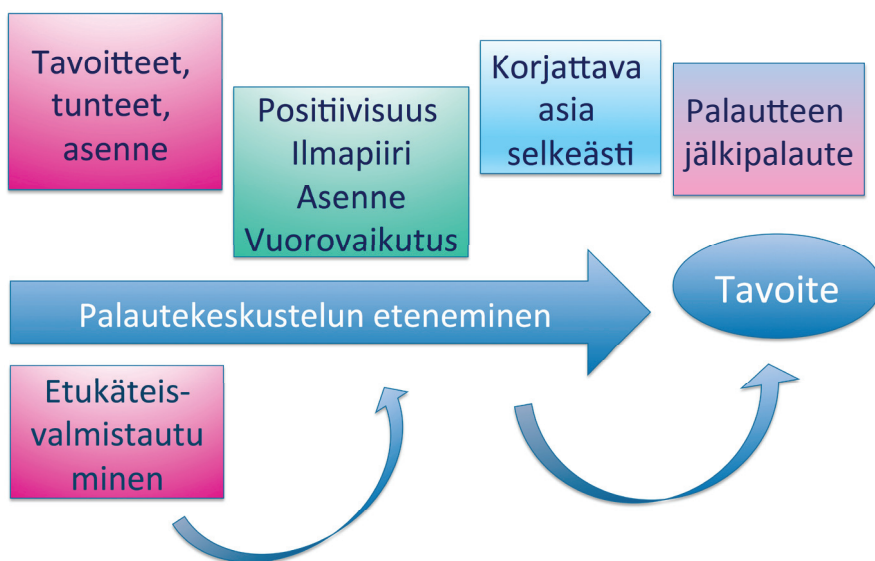 Tavoitteet,
tunteet,
asenne
Positiivisuus
Ilmapiiri
Asenne
Vuorovaikutus
Korjattava
asia
selkeästi
Palautteen
jälkipalaute
Palautekeskustelun eteneminen
Tavoite
Etukäteis-
valmistautu
minen